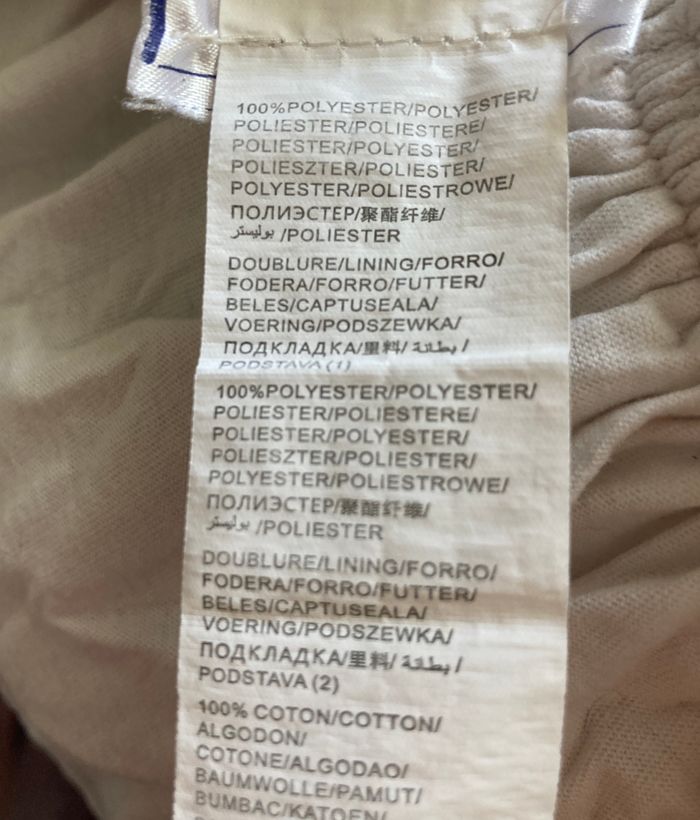 100%POLYESTER/POLYESTER/
POLIESTER/POLIESTERE/
POLIESTER/POLYESTER/
POLIESZTER/POLIESTER/
POLYESTER/POLIESTROWE/
ПОЛИЭСТЕР/聚酯纤维/
بوليستر /POLIESTER
DOUBLURE/LINING/FORRO/
FODERA/FORRO/FUTTER/
BELES/CAPTUSEALA/
VOERING/PODSZEWKA/
ПОДКЛАДКА/里料/ بطانة /
PODSTAVA (1)
100%POLYESTER/POLYESTER/
POLIESTER/POLIESTERE/
POLIESTER/POLYESTER/
POLIESZTER/POLIESTER/
POLYESTER/POLIESTROWE/
ПОЛИЭСТЕР/聚酯纤维/
بوليستر /POLIESTER
DOUBLURE/LINING/FORRO/
FODERA/FORRO/FUTTER/
BELES/CAPTUSEALA/
VOERING/PODSZEWKA/
ПОДКЛАДКА/里料/ بطانة /
PODSTAVA (2)
100% COTON/COTTON/
ALGODON/
COTONE/ALGODAO/
BAUMWOLLE/PAMUT/
BUMBAC/KATOEN/